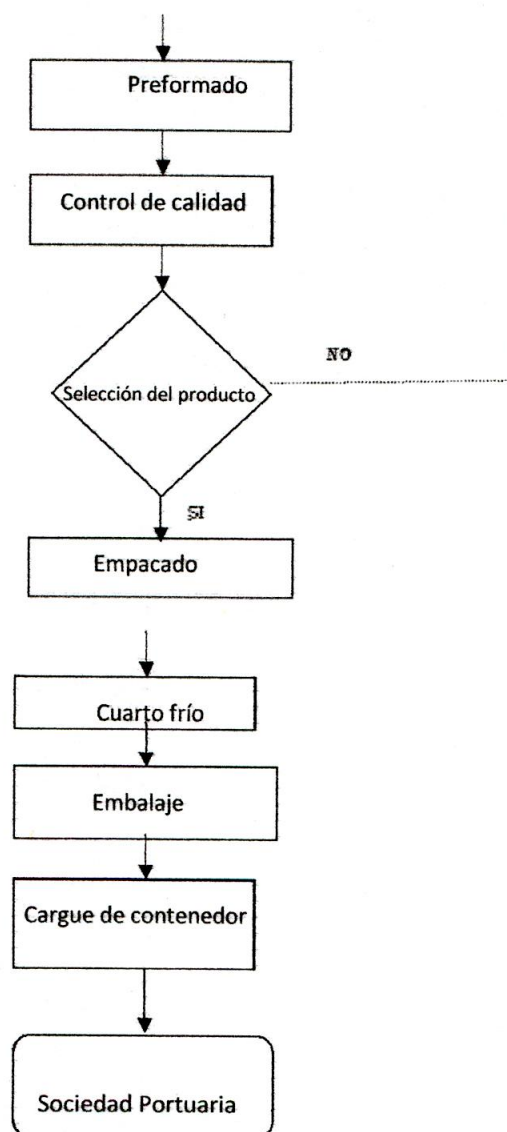 Preformado
Control de calidad
NO
Selección del producto
SI
Empacado
Cuarto frío
Embalaje
Cargue de contenedor
Sociedad Portuaria